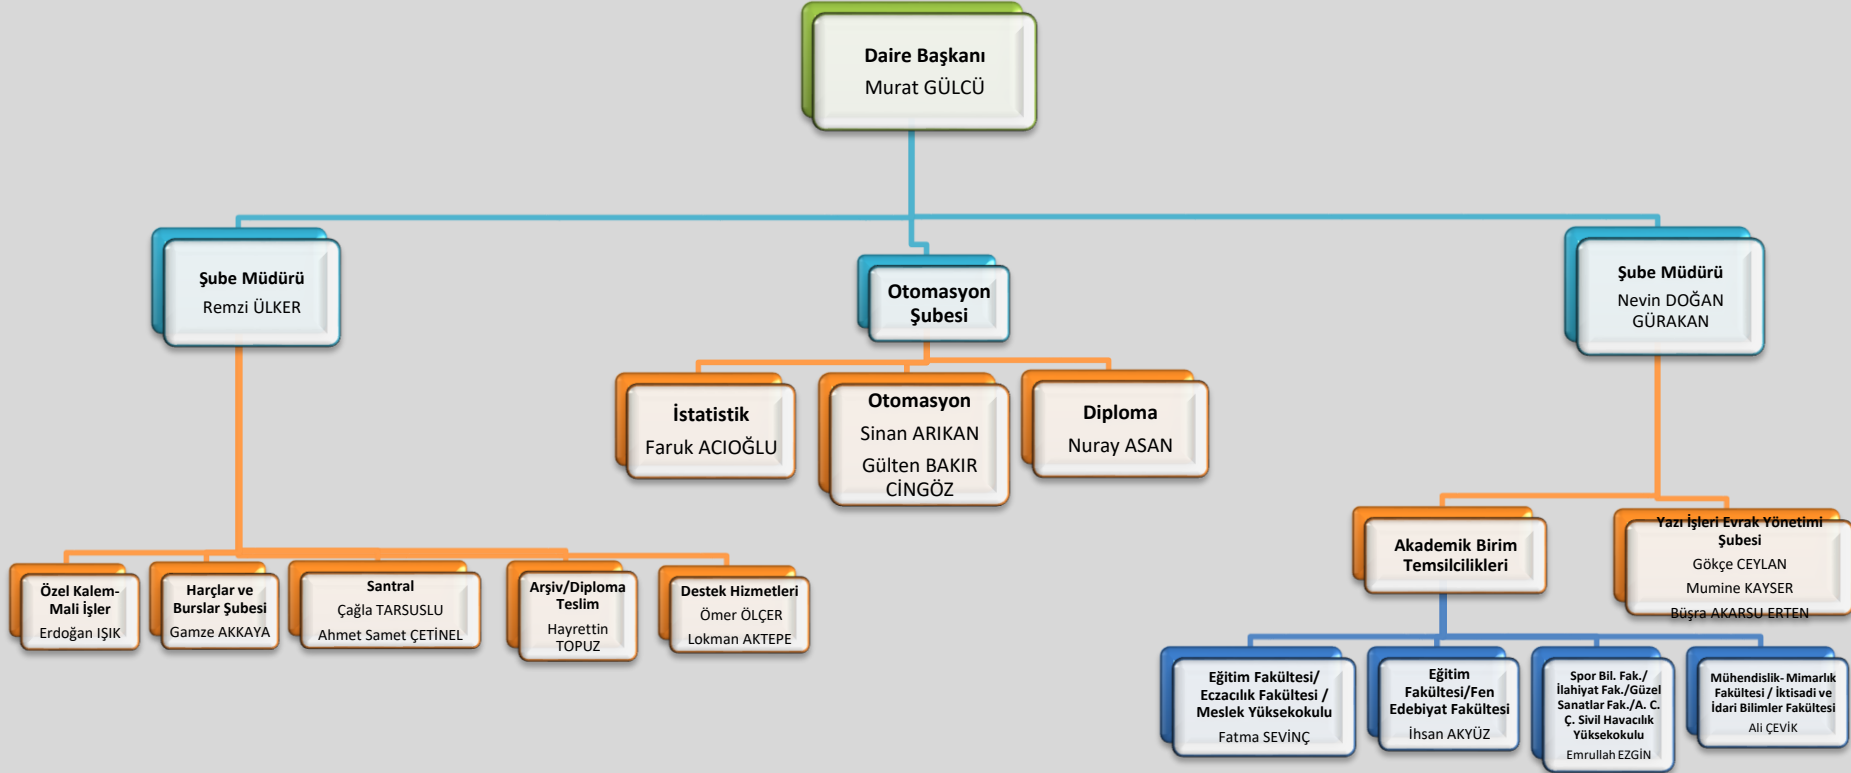 Daire Başkanı
Murat GÜLCÜ
Şube Müdürü
Remzi ÜLKER
Otomasyon
Şubesi
Şube Müdürü
Nevin DOĞAN
GÜRAKAN
İstatistik
Faruk ACIOĞLU
Otomasyon
Sinan ARIKAN
Gülten BAKIR
CİNGÖZ
Diploma
Nuray ASAN
Özel Kalem-
Mali İşler
Erdoğan IŞIK
Harçlar ve
Burslar Şubesi
Gamze AKKAYA
Santral
Çağla TARSUSLU
Ahmet Samet ÇETİNEL
Arşiv/Diploma
Teslim
Hayrettin
TOPUZ
Destek Hizmetleri
Ömer ÖLÇER
Lokman AKTEPE
Akademik Birim
Temsilcilikleri
Yazı İşleri Evrak Yönetimi
Şubesi
Gökçe CEYLAN
Mumine KAYSER
Büşra AKARSU ERTEN
Eğitim Fakültesi/
Eczacılık Fakültesi /
Meslek Yüksekokulu
Fatma SEVİNÇ
Eğitim
Fakültesi/Fen
Edebiyat Fakültesi
İhsan AKYÜZ
Spor Bil. Fak./
İlahiyat Fak./Güzel
Sanatlar Fak./A. C.
Ç. Sivil Havacılık
Yüksekokulu
Emrullah EZGİN
Mühendislik- Mimarlık
Fakültesi / İktisadi ve
İdari Bilimler Fakültesi
Ali ÇEVİK